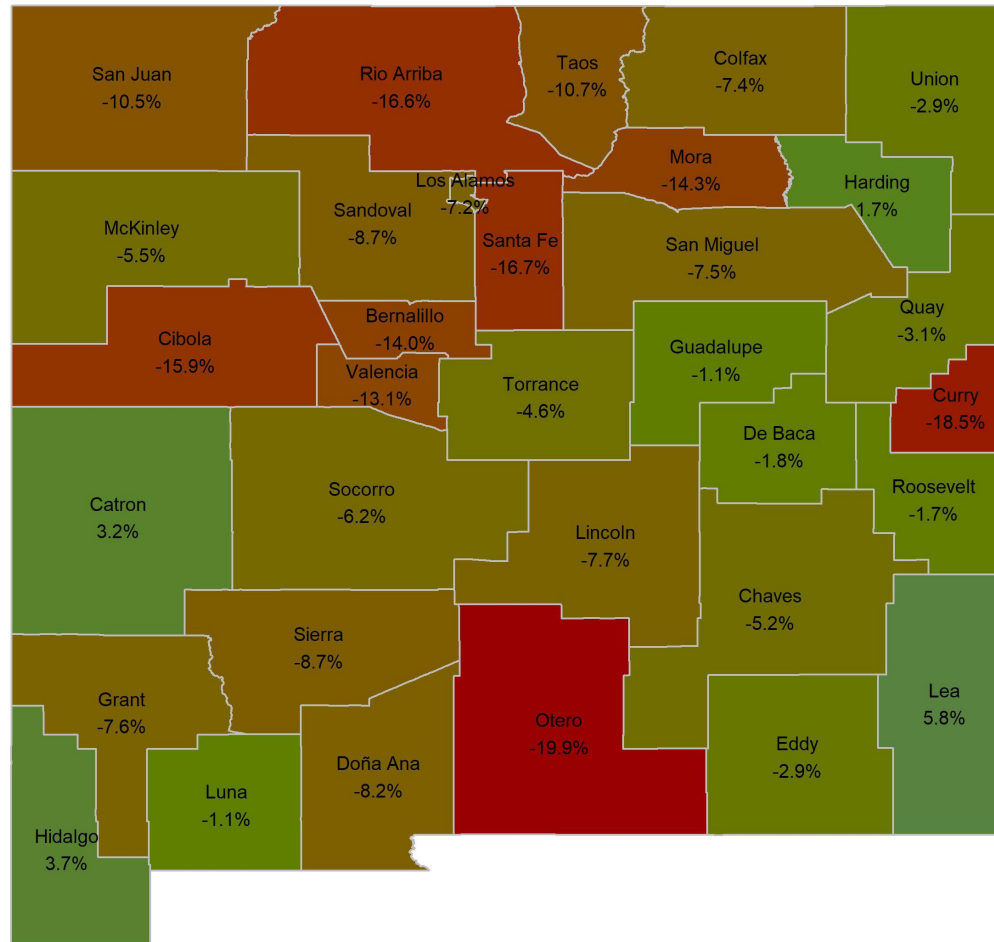 San Juan
-10.5%
Rio Arriba
-16.6%
Taos
-10.7%
Colfax
-7.4%
Union
-2.9%
Mora
-14.3%
Harding
1.7%
Los Alamos
-7.2%
Sandoval
-8.7%
McKinley
-5.5%
Santa Fe
-16.7%
San Miguel
-7.5%
Quay
-3.1%
Cibola
-15.9%
Bernalillo
-14.0%
Valencia
-13.1%
Torrance
-4.6%
Guadalupe
-1.1%
Curry
-18.5%
De Baca
-1.8%
Roosevelt
-1.7%
Catron
3.2%
Socorro
-6.2%
Lincoln
-7.7%
Chaves
-5.2%
Sierra
-8.7%
Grant
-7.6%
Lea
5.8%
Otero
-19.9%
Eddy
-2.9%
Doña Ana
-8.2%
Luna
-1.1%
Hidalgo
3.7%